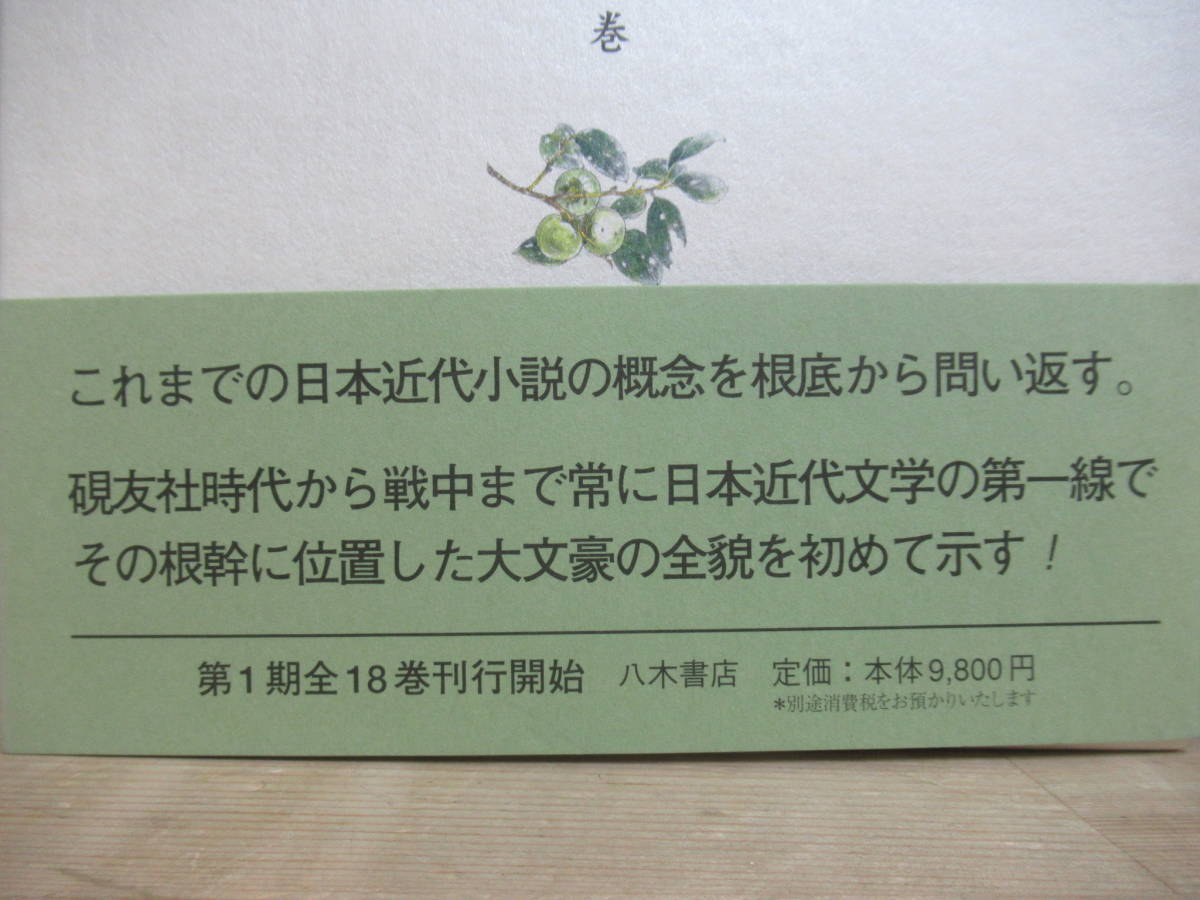 巻
これまでの日本近代小説の概念を根底から問い返す。
硯友社時代から戦中まで常に日本近代文学の第一線で
その根幹に位置した大文豪の全貌を初めて示す！
第1期全18巻刊行開始　八木書店　定価：本体9,800円
＊別途消費税をお預かりいたします